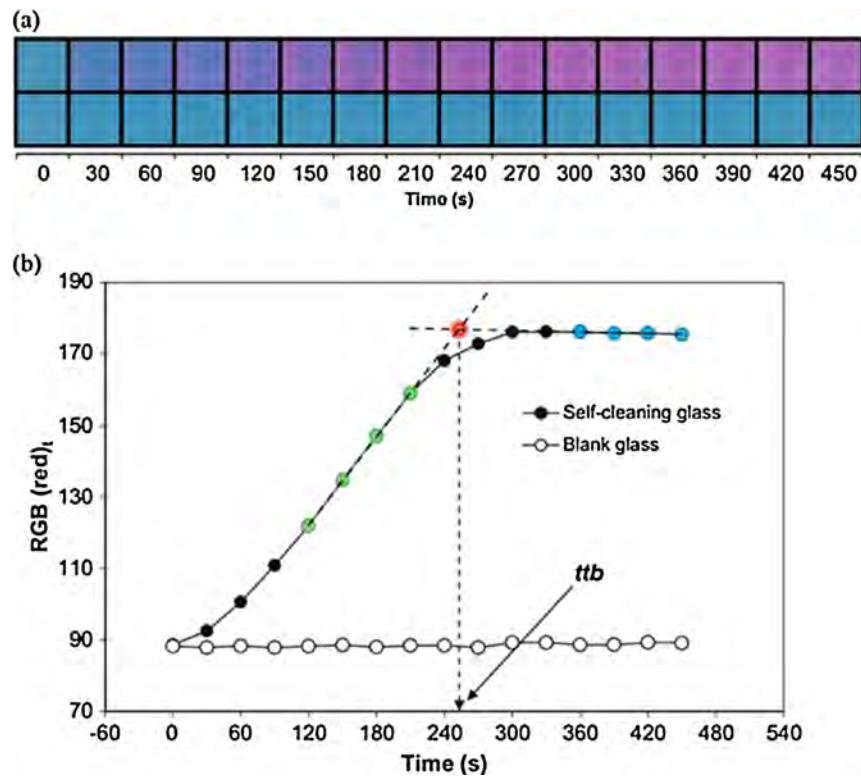 (a)
0 30 60 90 120 150 180 210 240 270 300 330 360 390 420 450
Timo (s)
(b)
190
170
150
130
110
90
70
RGB (red)t
Self-cleaning glass
Blank glass
ttb
-60 0 60 120 180 240 300 360 420 480 540
Time (s)